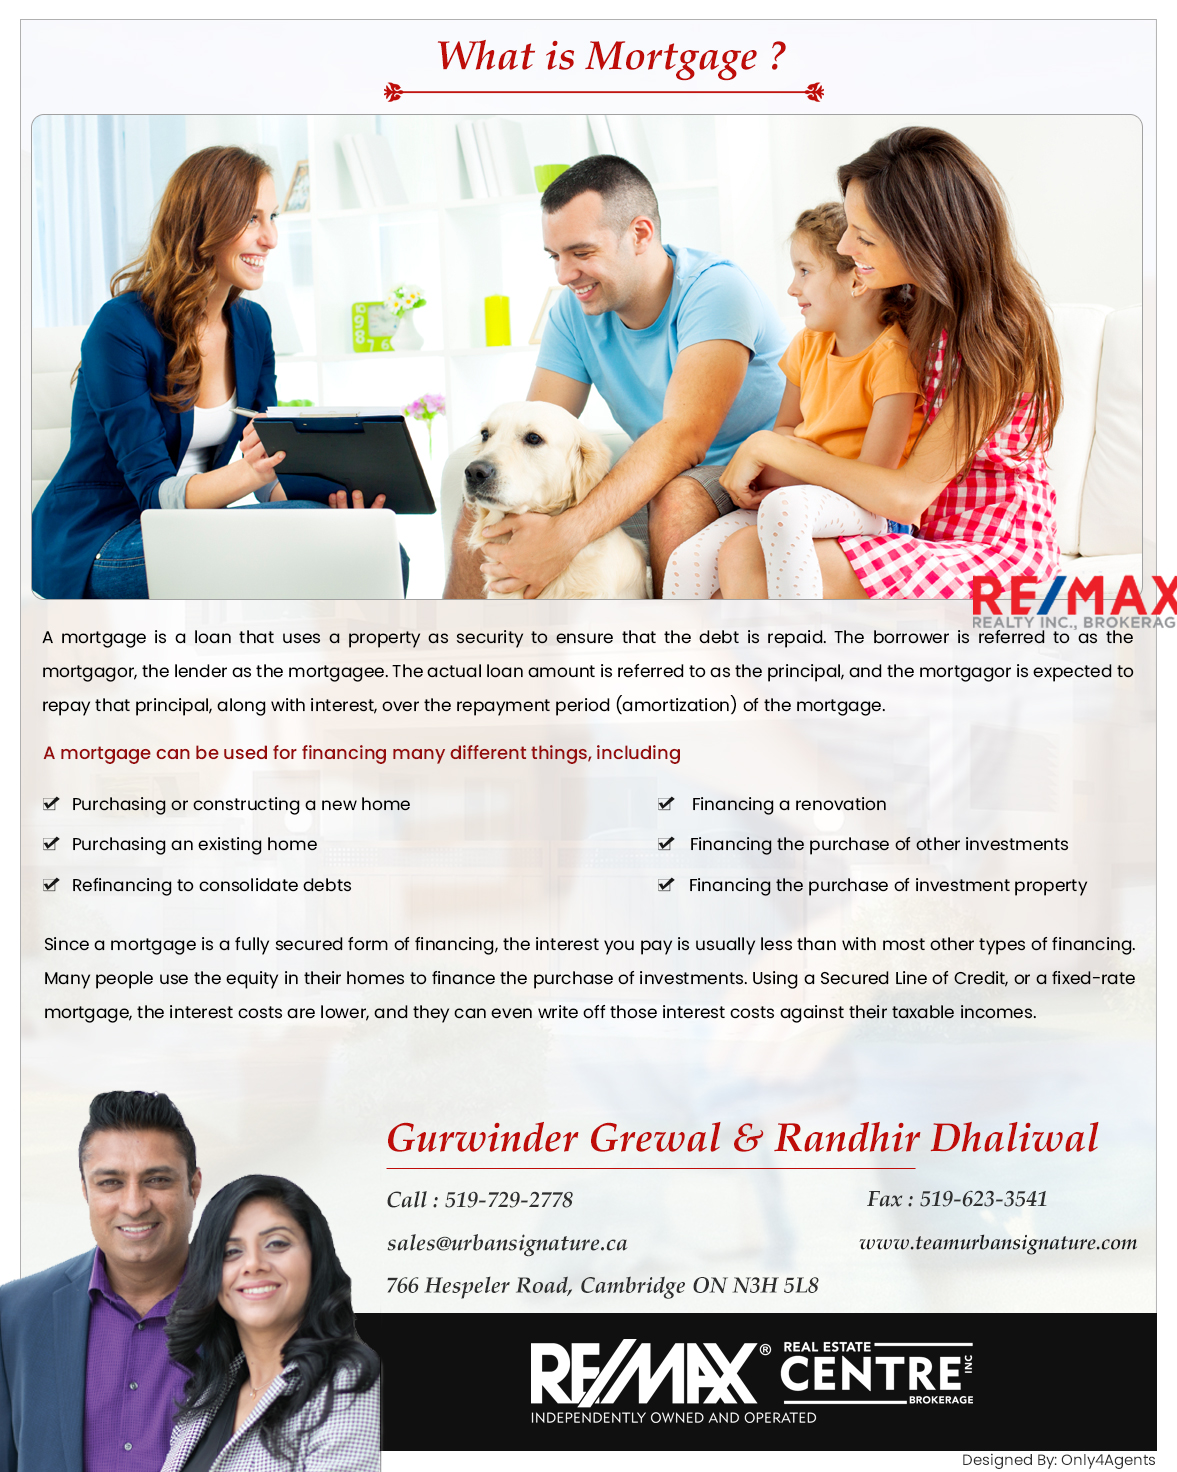 What is Mortgage ?
RE/MAX
REALTY INC., BROKERAG
A mortgage is a loan that uses a property as security to ensure that the debt is repaid. The borrower is referred to as the
mortgagor, the lender as the mortgagee. The actual loan amount is referred to as the principal, and the mortgagor is expected to
repay that principal, along with interest, over the repayment period (amortization) of the mortgage.
A mortgage can be used for financing many different things, including
Purchasing or constructing a new home
Financing a renovation
Purchasing an existing home
Financing the purchase of other investments
Refinancing to consolidate debts
Financing the purchase of investment property
Since a mortgage is a fully secured form of financing, the interest you pay is usually less than with most other types of financing.
Many people use the equity in their homes to finance the purchase of investments. Using a Secured Line of Credit, or a fixed-rate
mortgage, the interest costs are lower, and they can even write off those interest costs against their taxable incomes.
Gurwinder Grewal & Randhir Dhaliwal
Call : 519-729-2778
Fax : 519-623-3541
sales@urbansignature.ca
www.teamurbansignature.com
766 Hespeler Road, Cambridge ON N3H 5L8
RE/MAX®
REAL ESTATE
CENTRE INC
BROKERAGE
INDEPENDENTLY OWNED AND OPERATED
Designed By: Only4Agents